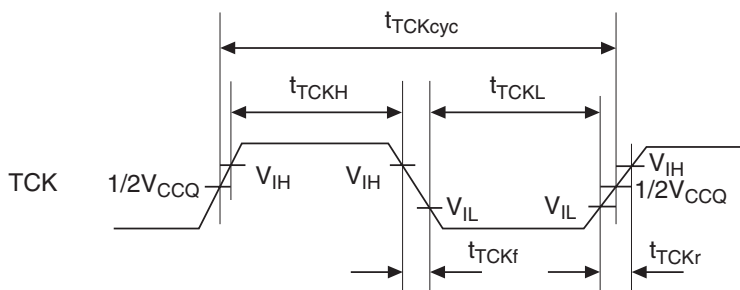 tTCKcyc
tTCKH
tTCKL
TCK
1/2VCCQ
VIH
VIH
VIL
VIL
VIH
1/2VCCQ
tTCKf
tTCKr